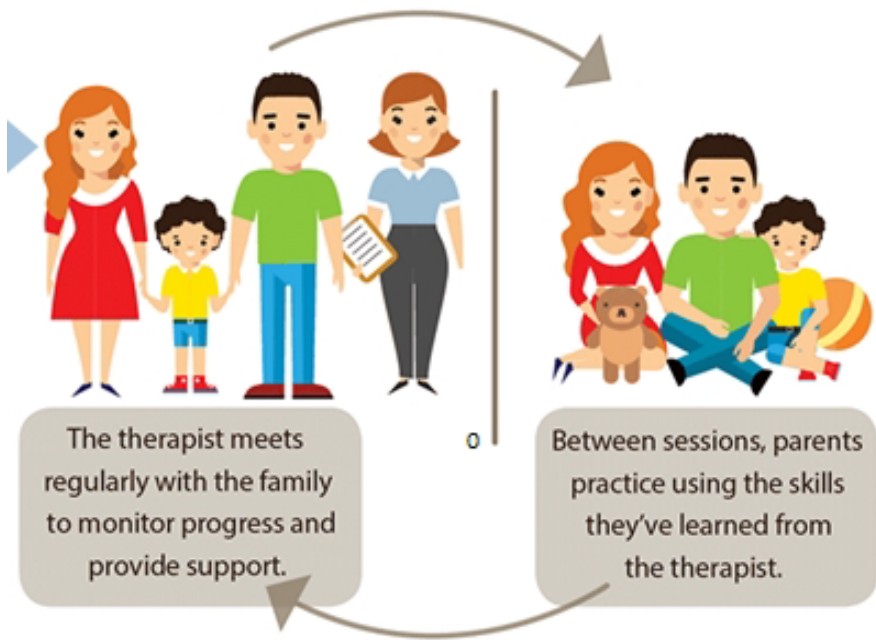 The therapist meets
regularly with the family
to monitor progress and
provide support.
0
Between sessions, parents
practice using the skills
they've learned from
the therapist.